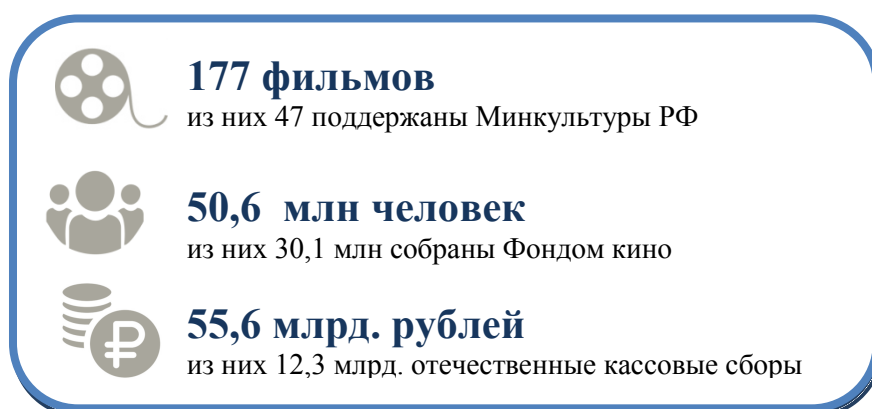 177 фильмов
из них 47 поддержаны Минкультуры РФ
50,6 млн человек
из них 30,1 млн собраны Фондом кино
55,6 млрд. рублей
из них 12,3 млрд. отечественные кассовые сборы